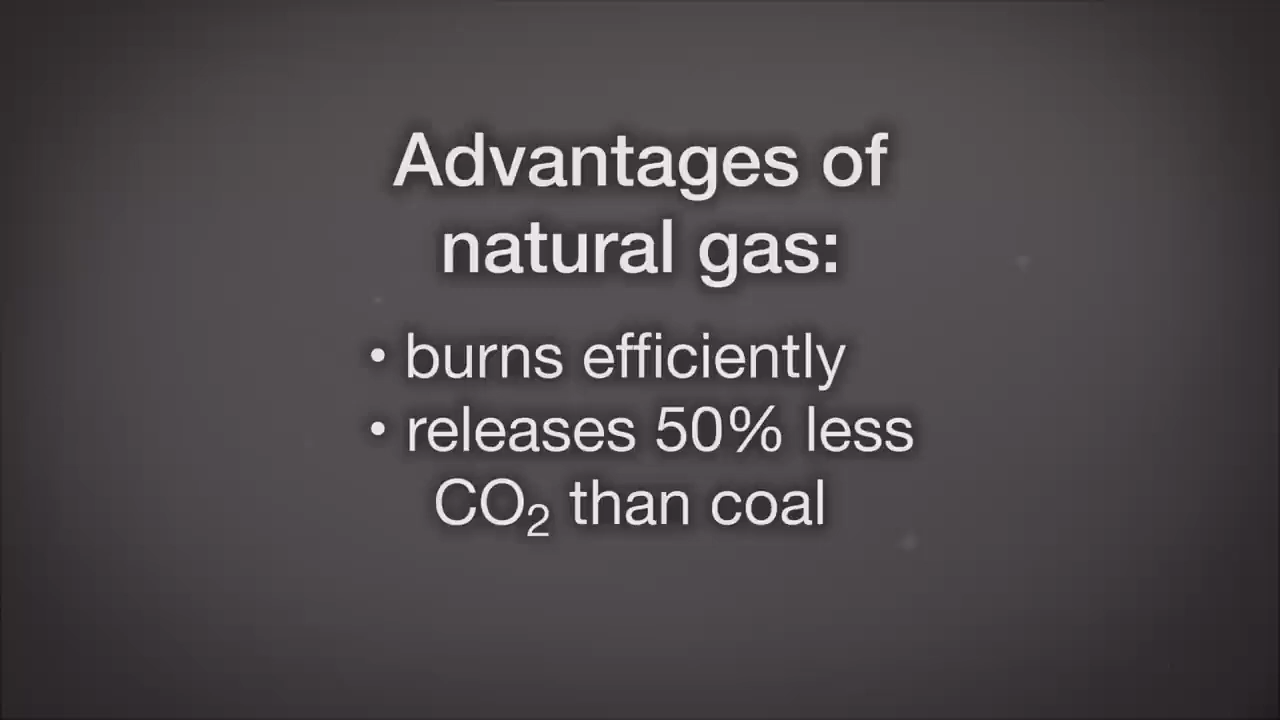 Advantages of
natural gas:
• burns efficiently
• releases 50% less
CO₂ than coal